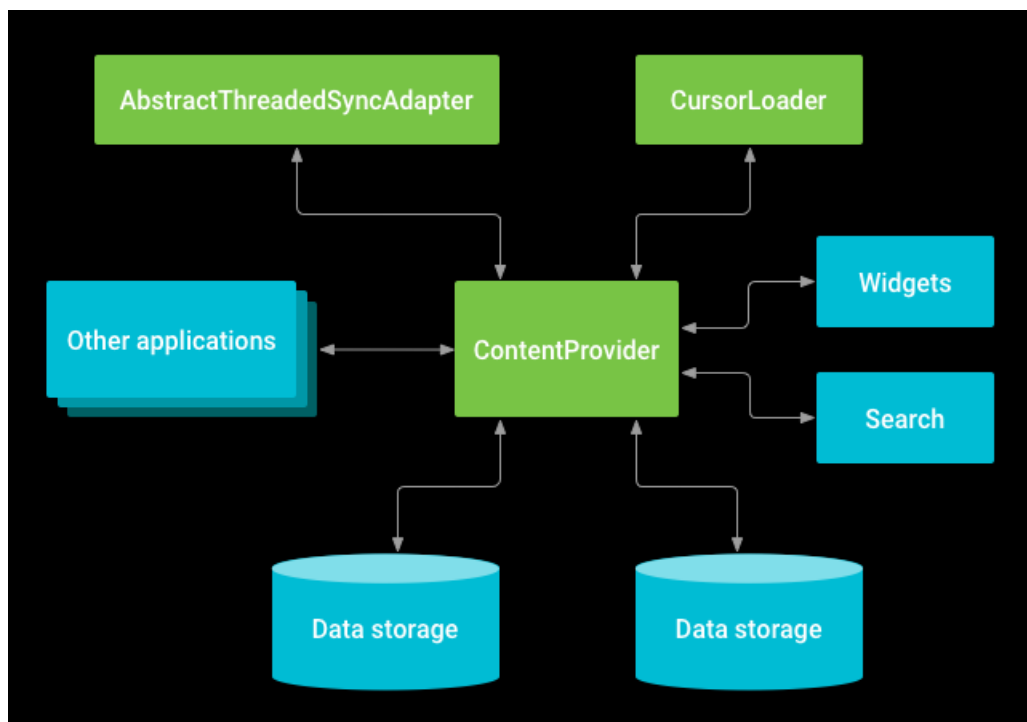 AbstractThreadedSyncAdapter
CursorLoader
Widgets
Other applications
ContentProvider
Search
Data storage
Data storage